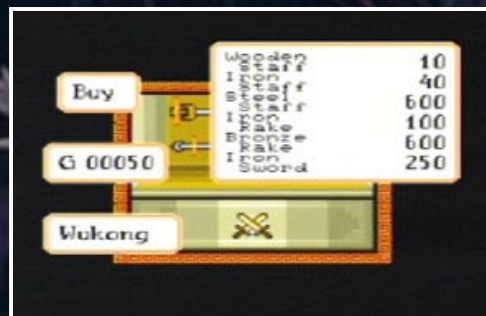 Buy
G 00050
Wukong
Wooden
Staff 10
Iron
Staff 40
Steel
Staff 600
Iron
Rake 100
Bronze
Rake 600
Iron
Sword 250